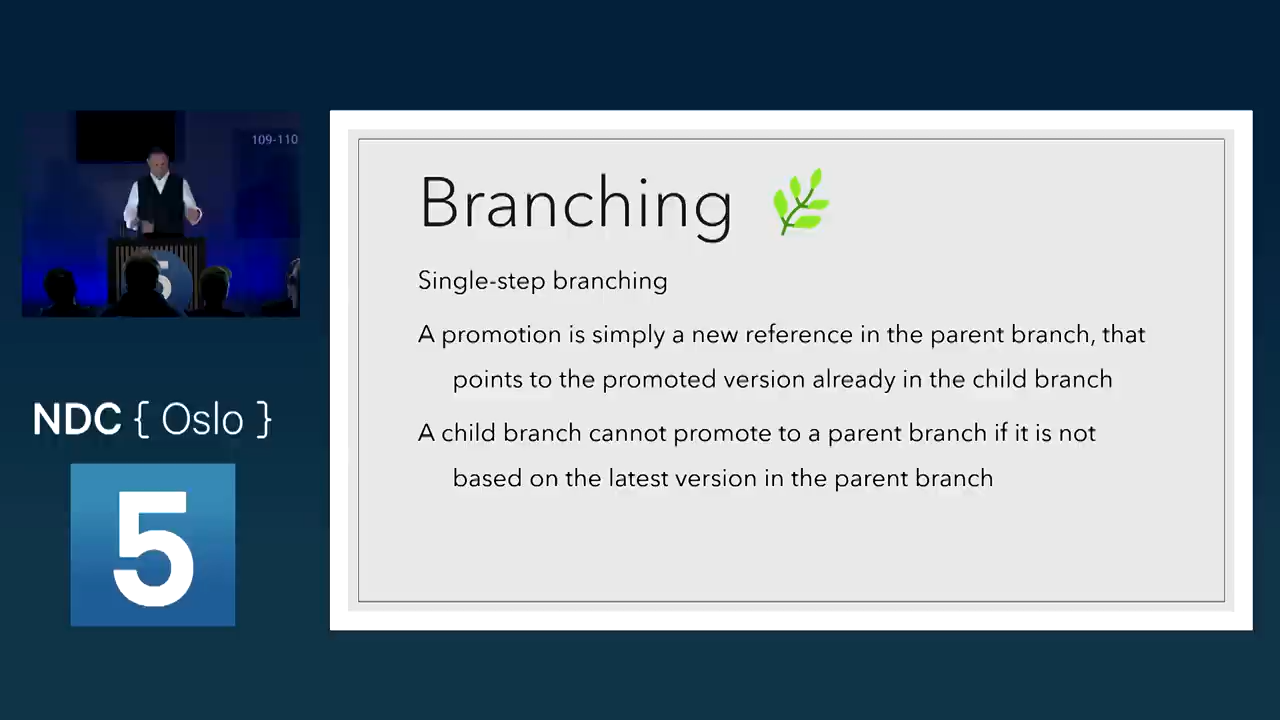 109-110
NDC { Oslo }
5
Branching
Single-step branching
A promotion is simply a new reference in the parent branch, that
points to the promoted version already in the child branch
A child branch cannot promote to a parent branch if it is not
based on the latest version in the parent branch
5